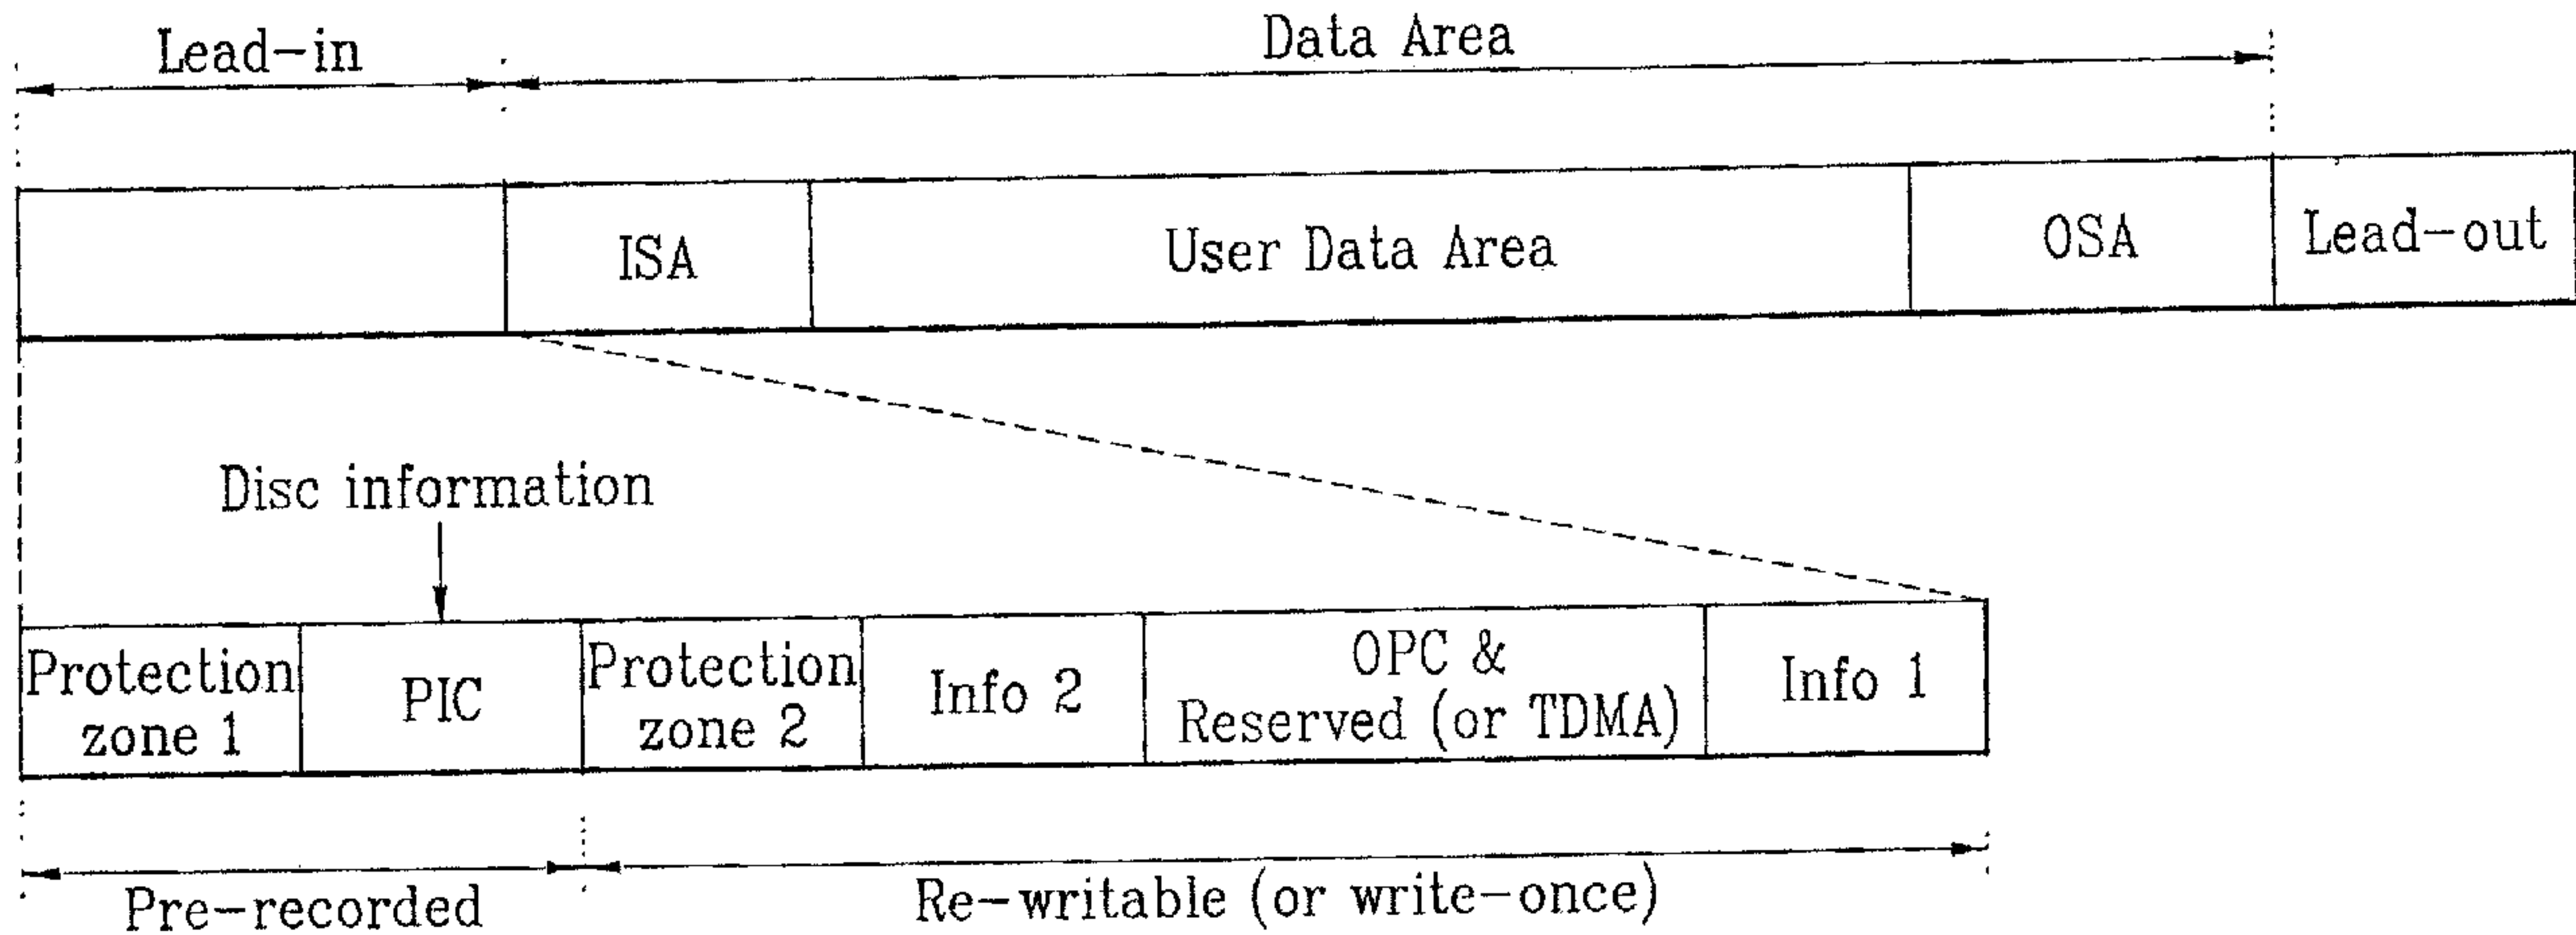 Lead-in
Data Area
ISA
User Data Area
OSA
Lead-out
Disc information
Protection
zone 1
PIC
Protection
zone 2
Info 2
OPC &
Reserved (or TDMA)
Info 1
Pre-recorded
Re-writable (or write-once)